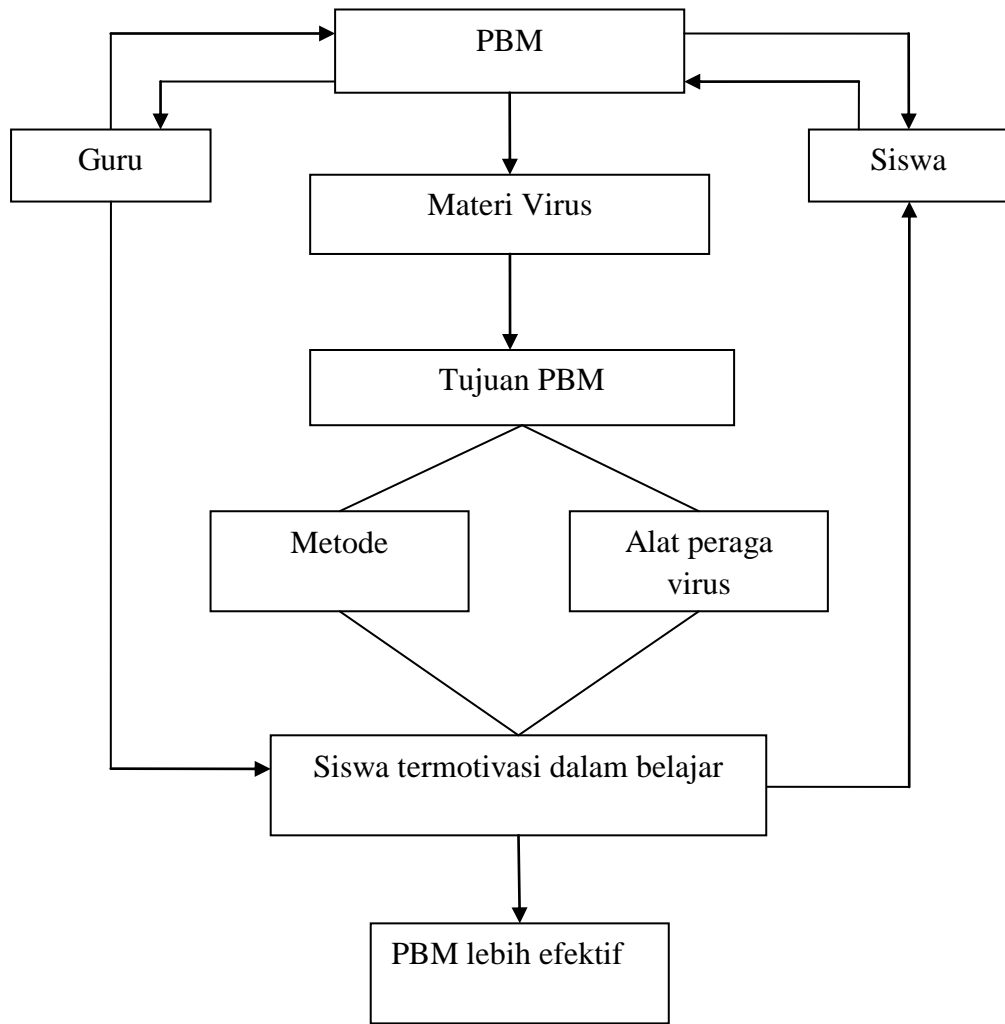 PBM
Guru
Siswa
Materi Virus
Tujuan PBM
Metode
Alat peraga
virus
Siswa termotivasi dalam belajar
PBM lebih efektif